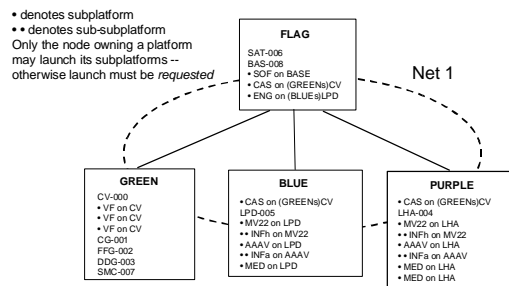 • denotes subplatform
• • denotes sub-subplatform
Only the node owning a platform
may launch its subplatforms --
otherwise launch must be requested
FLAG
SAT-006
BAS-008
• SOF on BASE
• CAS on (GREENs)CV
• ENG on (BLUEs)LPD
Net 1
GREEN
CV-000
• VF on CV
• VF on CV
• VF on CV
CG-001
FFG-002
DDG-003
SMC-007
BLUE
• CAS on (GREENs)CV
LPD-005
• MV22 on LPD
• • INFh on MV22
• AAAV on LPD
• • INFa on AAAV
• MED on LPD
PURPLE
• CAS on (GREENs)CV
LHA-004
• MV22 on LHA
• • INFh on MV22
• AAAV on LHA
• • INFa on AAAV
• MED on LHA
• MED on LHA